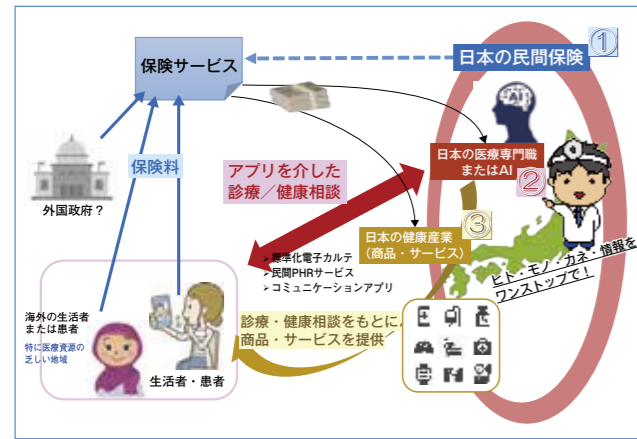 保険サービス
①
日本の民間保険
AI
日本の医療専門職
またはAI
②
外国政府?
保険料
アプリを介した
診療/健康相談
③
日本の健康産業
(商品・サービス)
➢標準化電子カルテ
➢民間PHRサービス
➢コミュニケーションアプリ
ヒト・モノ・カネ・情報を
ワンストップで!
海外の生活者
または患者
特に医療資源の
乏しい地域
生活者・患者
診療・健康相談をもとに、
商品・サービスを提供